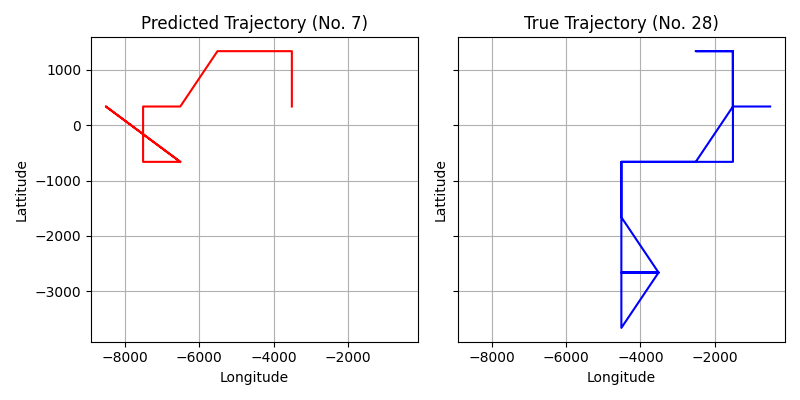 Predicted Trajectory (No. 7)
True Trajectory (No. 28)
Lattitude
1000
0
−1000
−2000
−3000
−8000
−6000
−4000
−2000
Longitude
Lattitude
−8000
−6000
−4000
−2000
Longitude